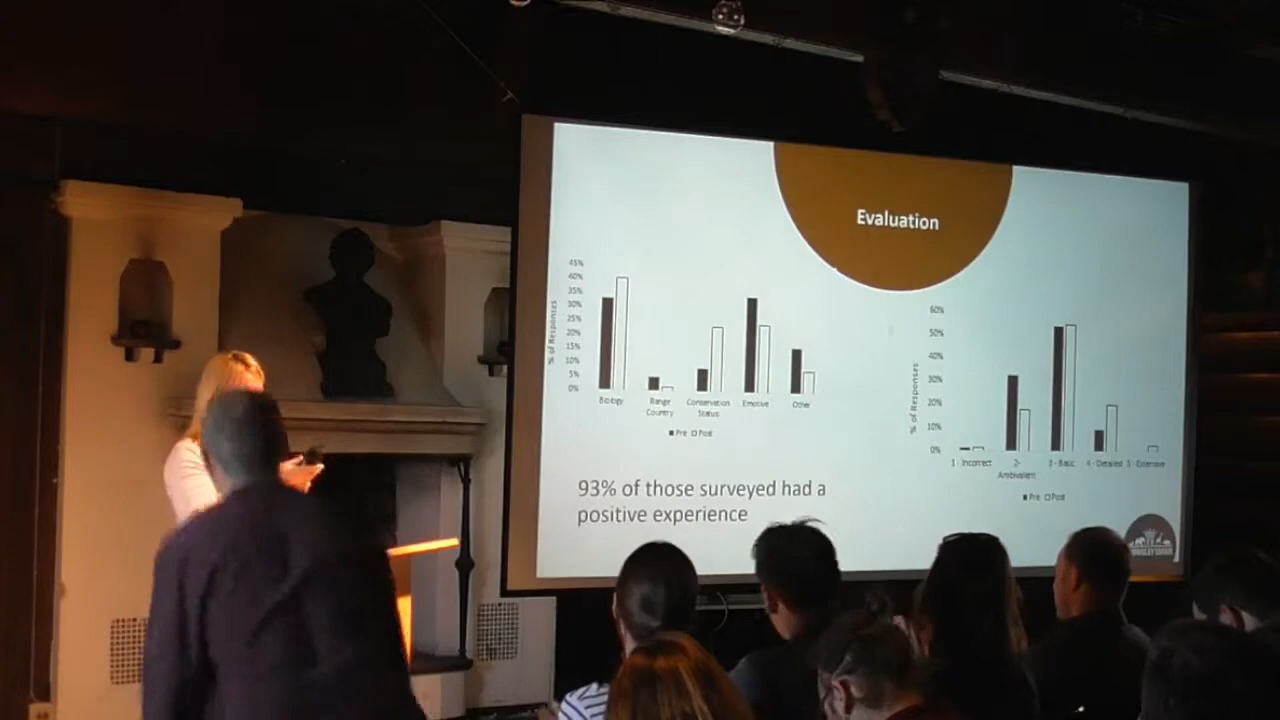 Evaluation
45%
40%
35%
30%
25%
20%
15%
10%
5%
0%
% of Responses
Biology
Range Country
Conservation Status
Emotive
Other
Pre Post
60%
50%
40%
30%
20%
10%
0%
% of Responses
1 - Incorrect
2- Ambivalent
3 - Basic
4 - Detailed
5 - Extensive
Pre Post
93% of those surveyed had a
positive experience